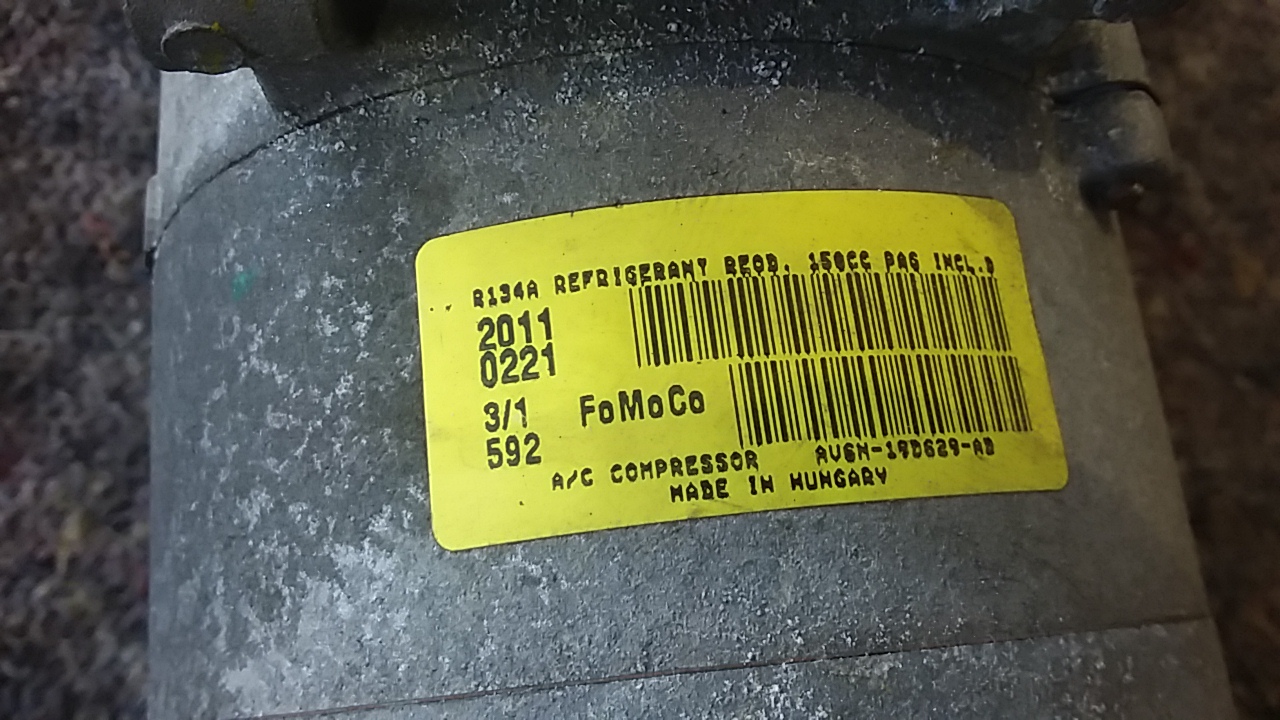 R134A REFRIGERANT REQD. 150CC PAG INCL.D
2011
0221
3/1
FoMoCo
592
A/C COMPRESSOR AV6N-19D629-AB
MADE IN HUNGARY